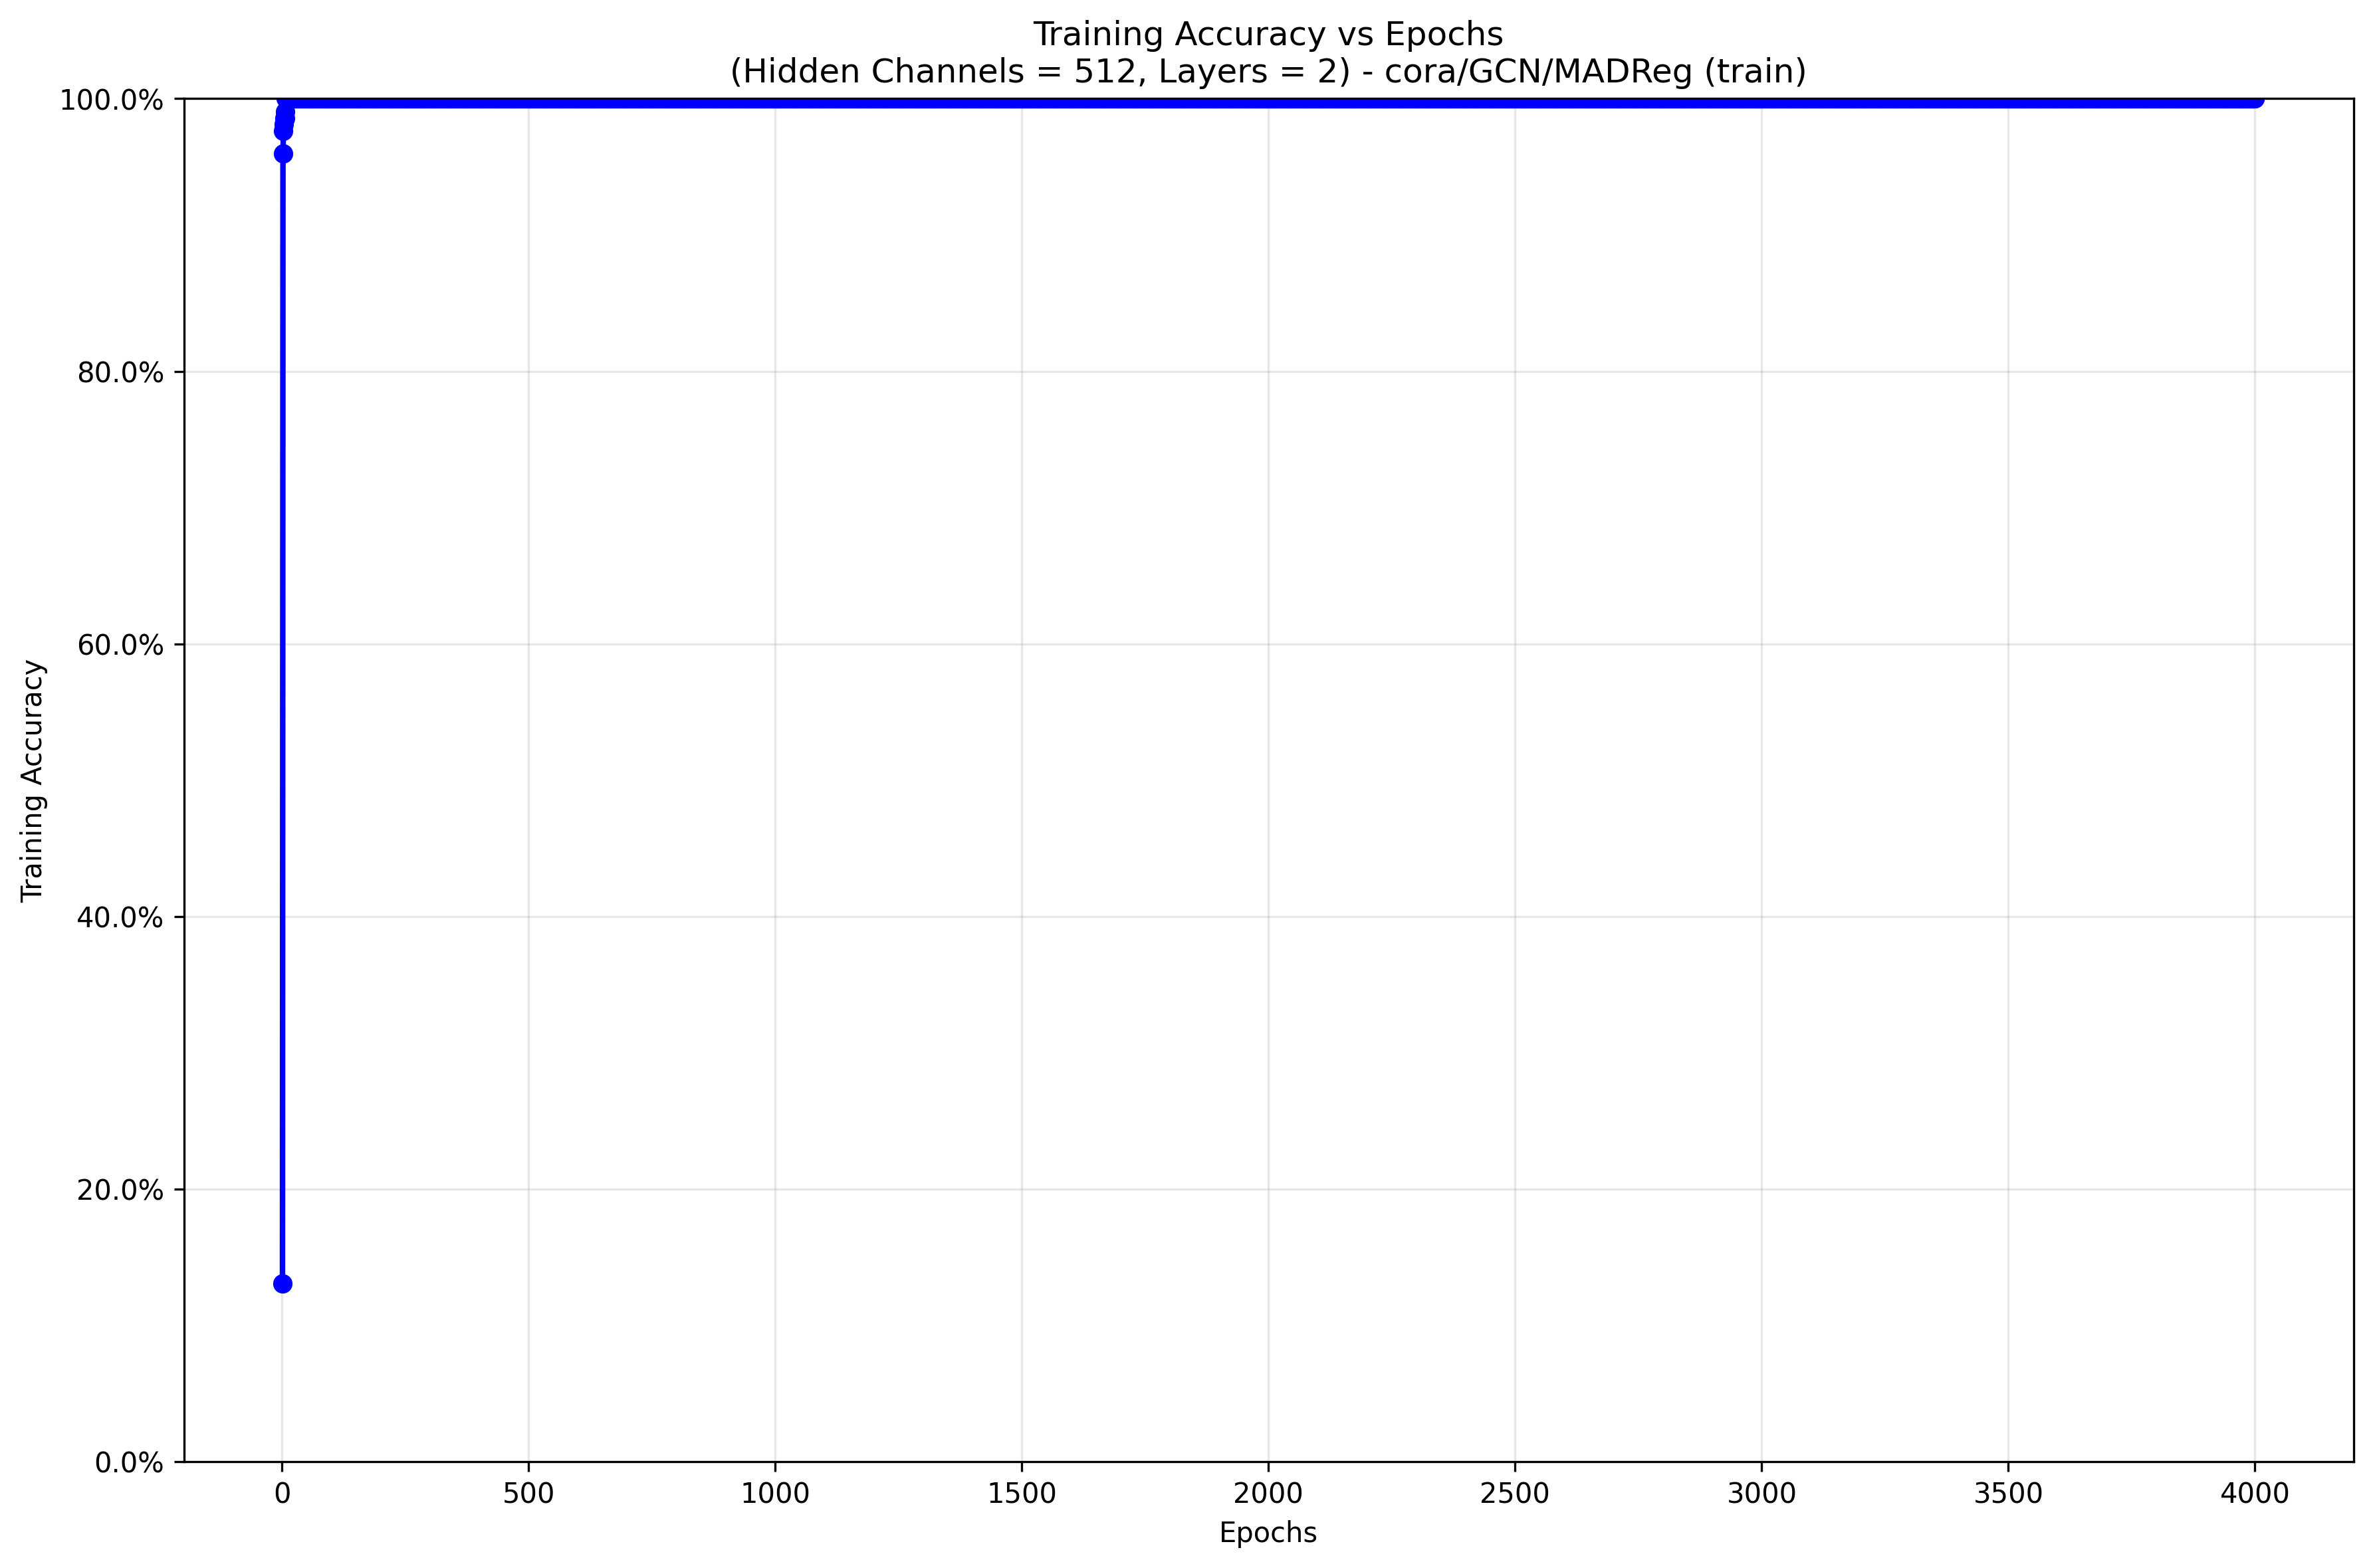 Training Accuracy vs Epochs
(Hidden Channels = 512, Layers = 2) - cora/GCN/MADReg (train)
100.0%
80.0%
60.0%
40.0%
20.0%
0.0%
Training Accuracy
0 500 1000 1500 2000 2500 3000 3500 4000
Epochs